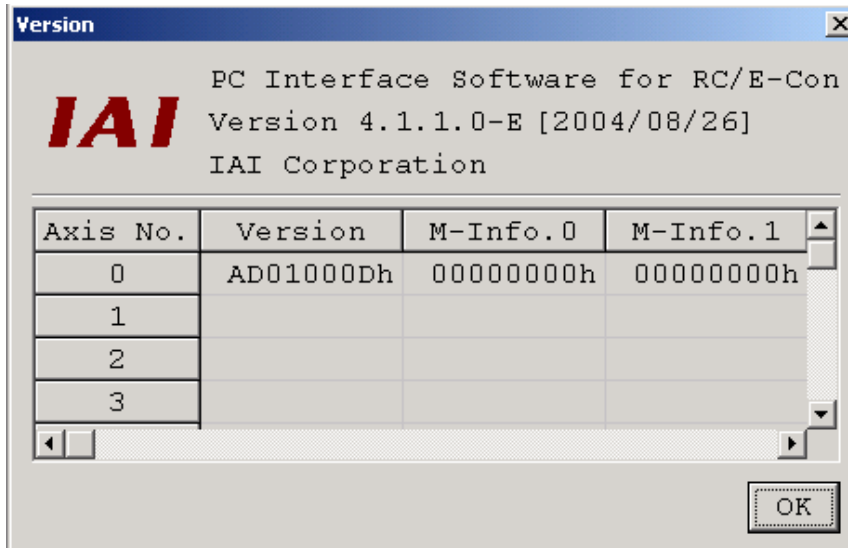 Version
IAI
PC Interface Software for RC/E-Con
Version 4.1.1.0-E [2004/08/26]
IAI Corporation
Axis No. Version M-Info.0 M-Info.1
0 AD01000Dh 00000000h 00000000h
1
2
3
OK